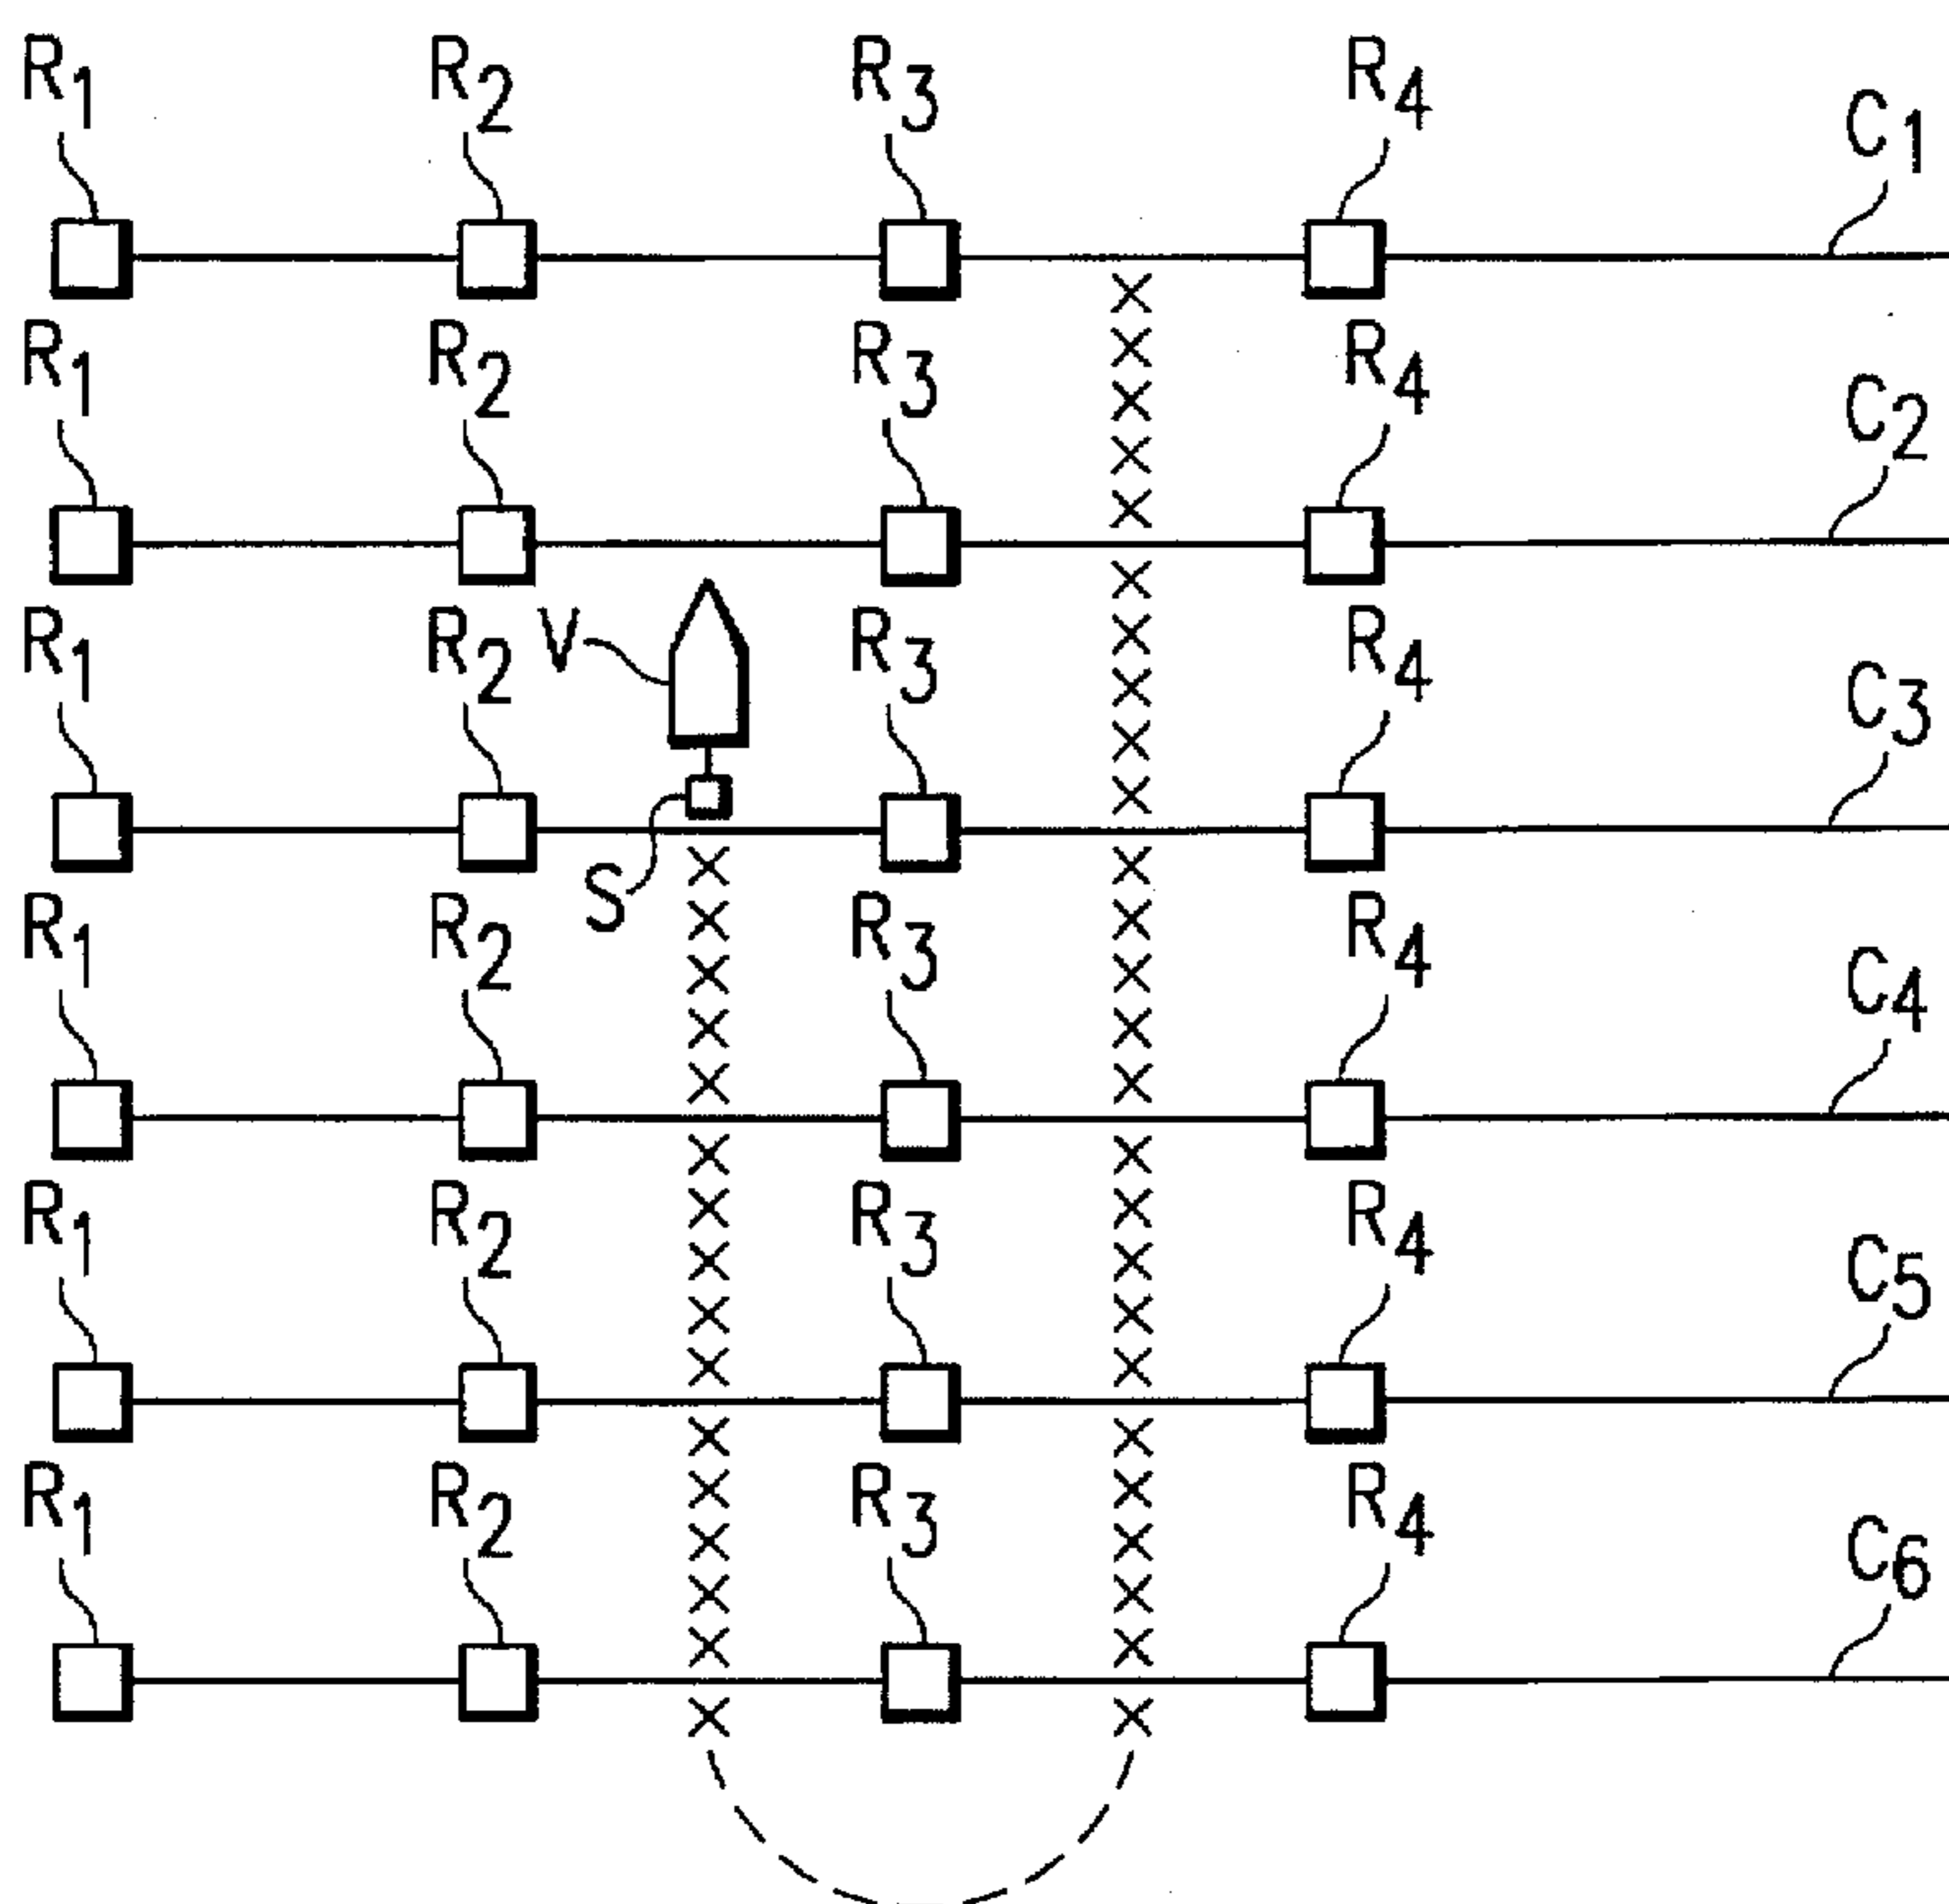 R1 R2 R3 R4 C1
R1 R2 R3 R4 C2
R1 R2 V R3 R4 C3
S
R1 R2 R3 R4 C4
R1 R2 R3 R4 C5
R1 R2 R3 R4 C6